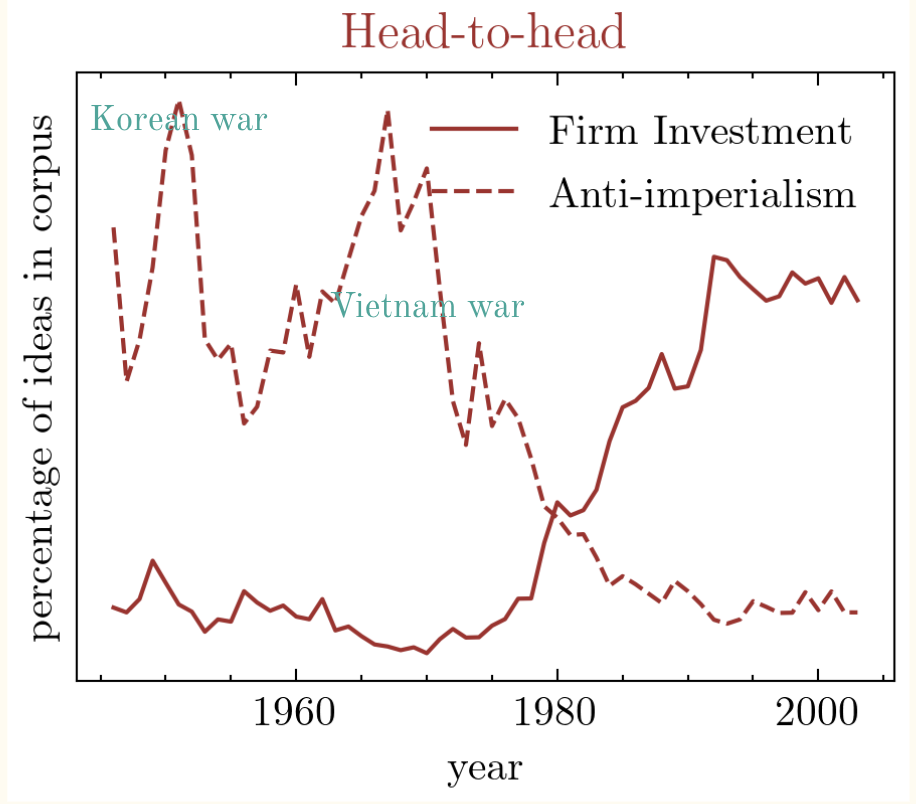 Head-to-head
Korean war
Firm Investment
Anti-imperialism
Vietnam war
percentage of ideas in corpus
1960
1980
2000
year